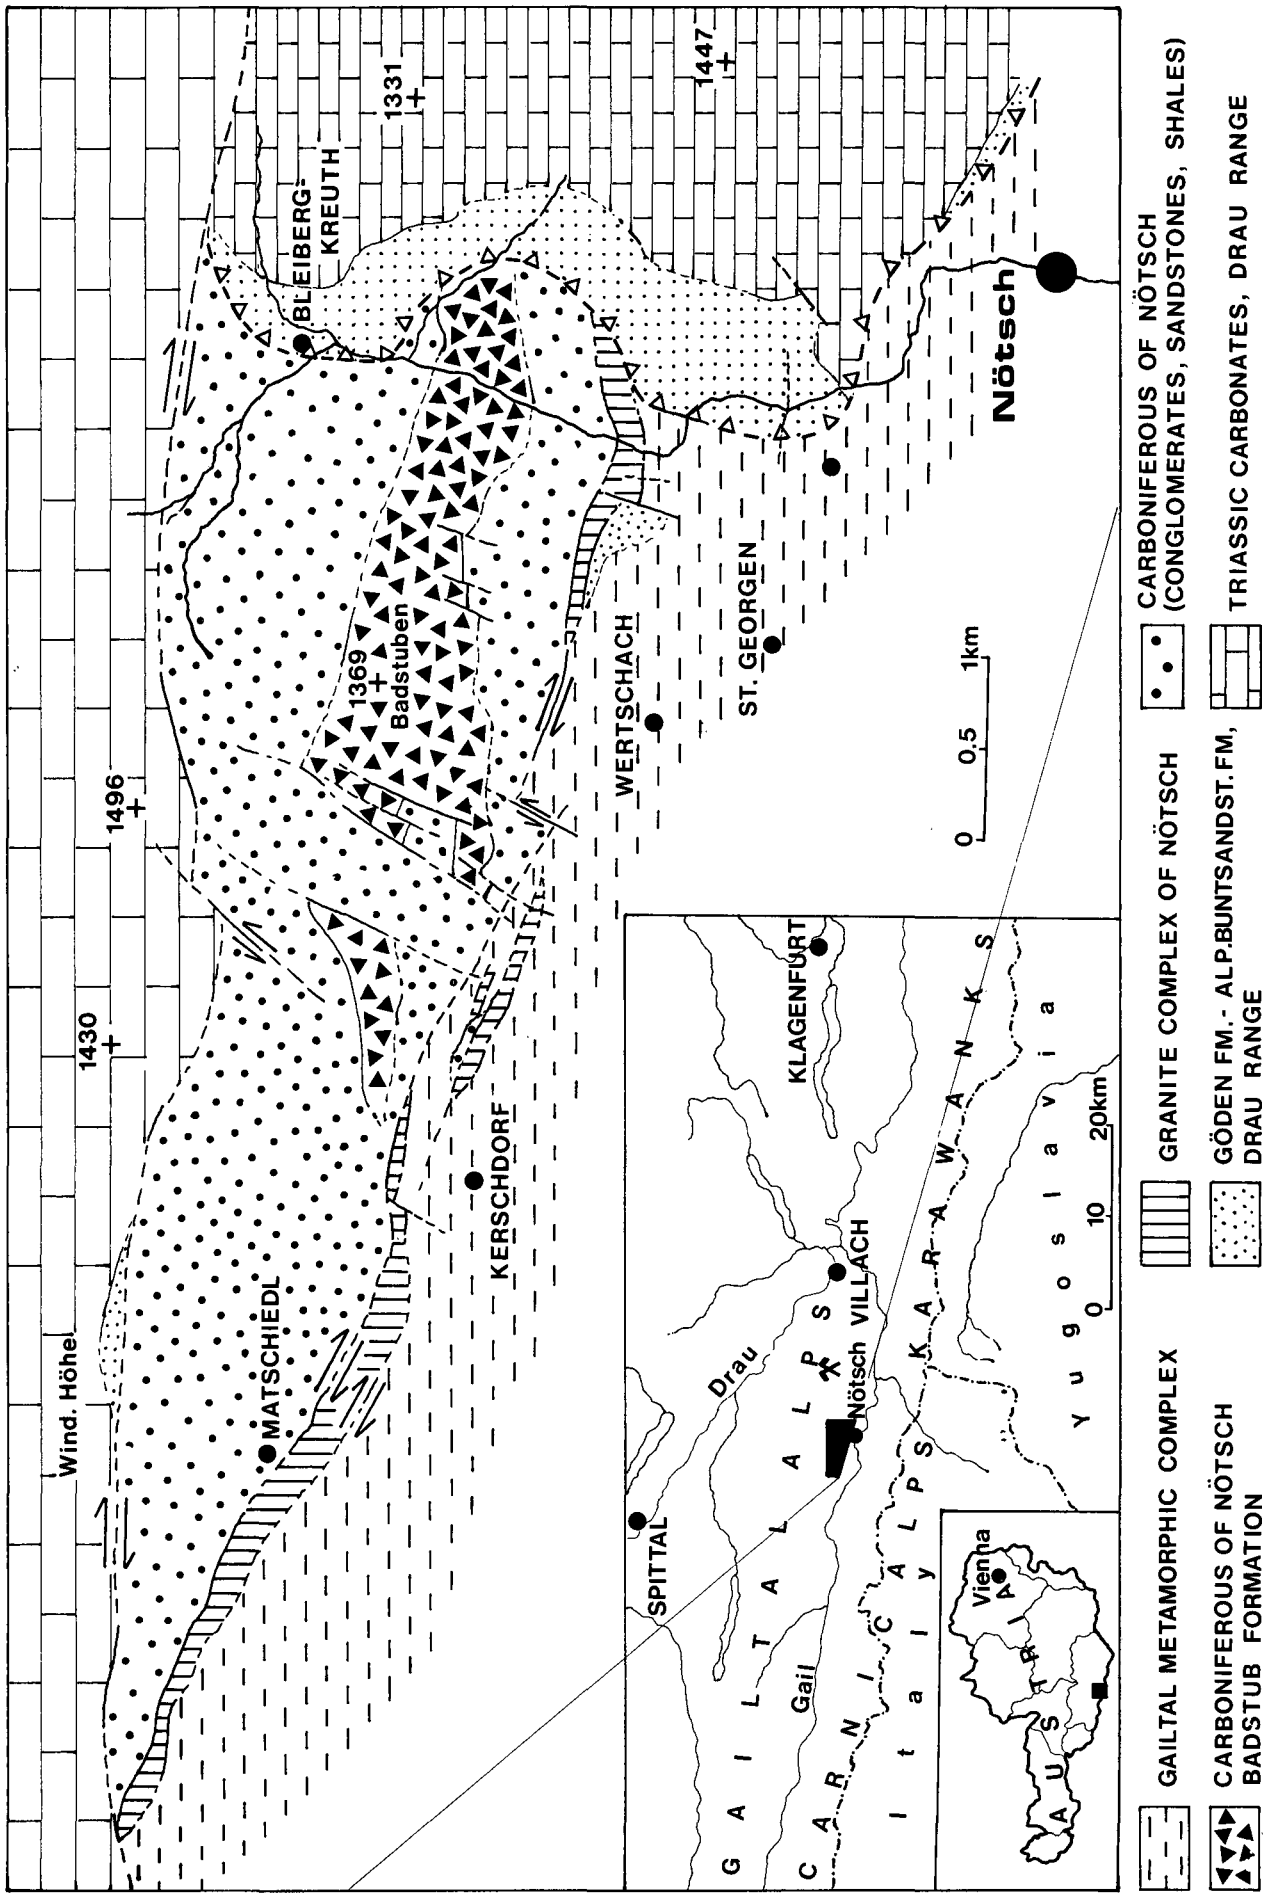 Wind. Höhe
1430
1496
MATSCHIEDL
KERSCHDORF
1369
Badstuben
BLEIBERG-
KREUTH
1331
1447
WERTSCHACH
ST. GEORGEN
Nötsch
0 0,5 1km
SPITTAL
Drau
KLAGENFURT
VILLACH
Nötsch
GAILTAL ALPS
Gail
CARNIC ALPS
KARAWANKS
Italy
Yugoslavia
0 10 20km
Vienna
AUSTRIA
GAILTAL METAMORPHIC COMPLEX
CARBONIFEROUS OF NÖTSCH
BADSTUB FORMATION
GRANITE COMPLEX OF NÖTSCH
GÖDEN FM.- ALP.BUNTSANDST. FM,
DRAU RANGE
CARBONIFEROUS OF NÖTSCH
(CONGLOMERATES, SANDSTONES, SHALES)
TRIASSIC CARBONATES, DRAU RANGE